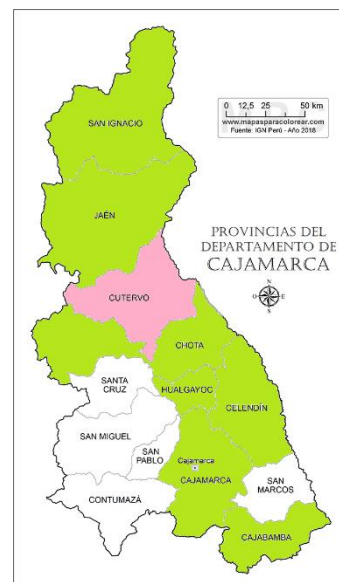 0 12,5 25 50 km
www.mapasparacolorear.com
Fuente: IGN Perú - Año 2018
SAN IGNACIO
JAÉN
PROVINCIAS DEL
DEPARTAMENTO DE
CAJAMARCA
N
O E
S
CUTERVO
CHOTA
SANTA
CRUZ
HUALGAYOC
CELENDÍN
SAN MIGUEL
SAN
PABLO
Cajamarca
CAJAMARCA
SAN
MARCOS
CONTUMAZÁ
CAJABAMBA